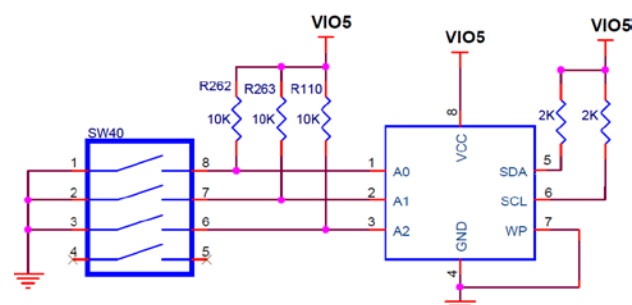 VIO5
VIO5
VIO5
R262
R263
R110
10K
10K
10K
2K
2K
SW40
1
8
2
7
3
6
4
5
8
VCC
1
A0
SDA
5
2
A1
SCL
6
3
A2
WP
7
GND
4